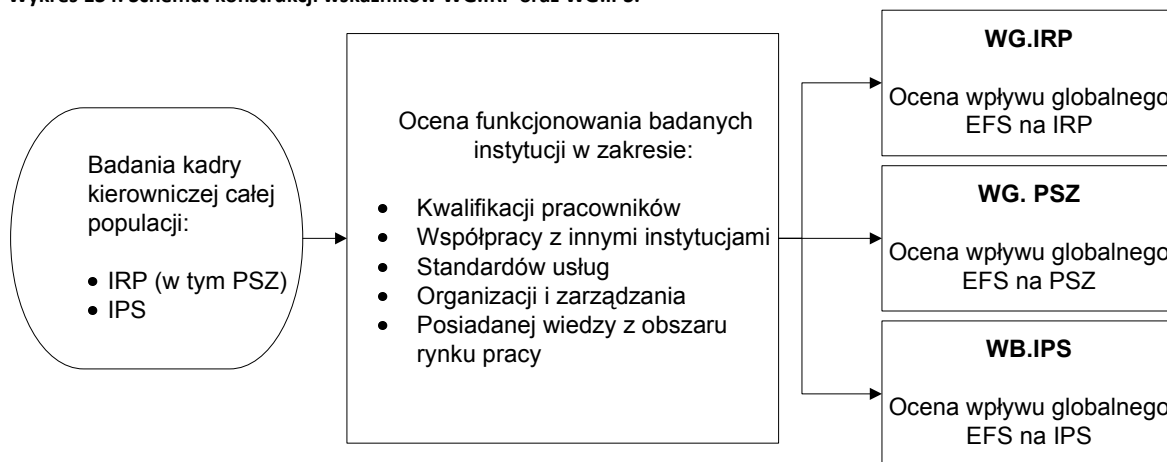 Badania kadry
kierowniczej całej
populacji:
• IRP (w tym PSZ)
• IPS
Ocena funkcjonowania badanych
instytucji w zakresie:
• Kwalifikacji pracowników
• Współpracy z innymi instytucjami
• Standardów usług
• Organizacji i zarządzania
• Posiadanej wiedzy z obszaru
rynku pracy
WG.IRP
Ocena wpływu globalnego
EFS na IRP
WG. PSZ
Ocena wpływu globalnego
EFS na PSZ
WB.IPS
Ocena wpływu globalnego
EFS na IPS